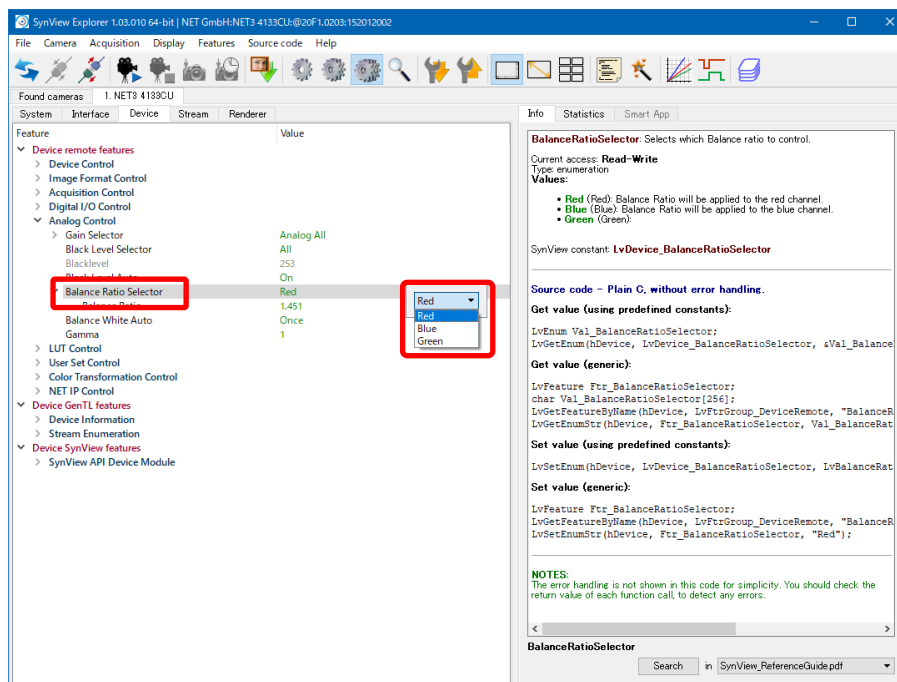 SynView Explorer 1.03.010 64-bit | NET GmbH:NET3 4133CU:@20F1.0203:152012002
File Camera Acquisition Display Features Source code Help
Found cameras 1. NET3 4133CU
System Interface Device Stream Renderer
Feature Value
Device remote features
Device Control
Image Format Control
Acquisition Control
Digital I/O Control
Analog Control
Gain Selector Analog All
Black Level Selector All
Blacklevel 253
Black Level Auto On
Balance Ratio Selector Red
Balance Ratio 1.451
Balance White Auto Once
Gamma 1
LUT Control
User Set Control
Color Transformation Control
NET IP Control
Device GenTL features
Device Information
Stream Enumeration
Device SynView features
SynView API Device Module
Red
Red
Blue
Green
Info Statistics Smart App
BalanceRatioSelector: Selects which Balance ratio to control.
Current access: Read-Write
Type: enumeration
Values:
• Red (Red): Balance Ratio will be applied to the red channel.
• Blue (Blue): Balance Ratio will be applied to the blue channel.
• Green (Green):
SynView constant: LvDevice_BalanceRatioSelector
Source code - Plain C, without error handling.
Get value (using predefined constants):
LvEnum Val_BalanceRatioSelector;
LvGetEnum(hDevice, LvDevice_BalanceRatioSelector, &Val_Balance
Get value (generic):
LvFeature Ftr_BalanceRatioSelector;
char Val_BalanceRatioSelector[256];
LvGetFeatureByName(hDevice, LvFtrGroup_DeviceRemote, "BalanceR
LvGetEnumStr(hDevice, Ftr_BalanceRatioSelector, Val_BalanceRat
Set value (using predefined constants):
LvSetEnum(hDevice, LvDevice_BalanceRatioSelector, LvBalanceRat
Set value (generic):
LvFeature Ftr_BalanceRatioSelector;
LvGetFeatureByName(hDevice, LvFtrGroup_DeviceRemote, "BalanceR
LvSetEnumStr(hDevice, Ftr_BalanceRatioSelector, "Red");
NOTES:
The error handling is not shown in this code for simplicity. You should check the
return value of each function call, to detect any errors.
BalanceRatioSelector
Search in SynView_ReferenceGuide.pdf